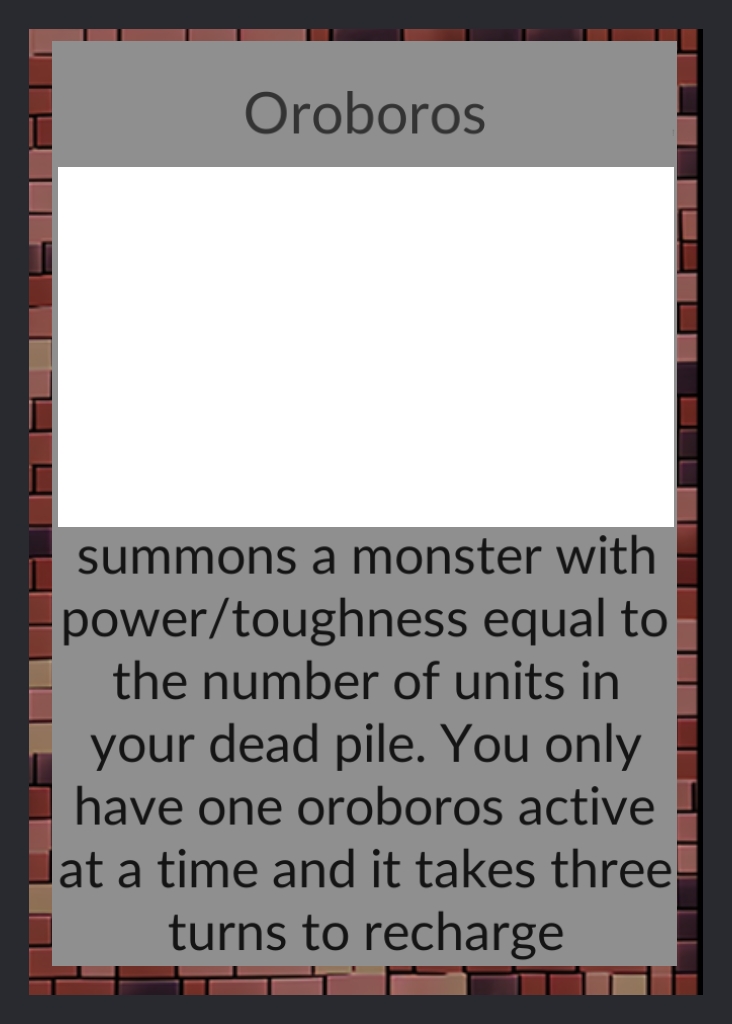 Oroboros
summons a monster with
power/toughness equal to
the number of units in
your dead pile. You only
have one oroboros active
at a time and it takes three
turns to recharge